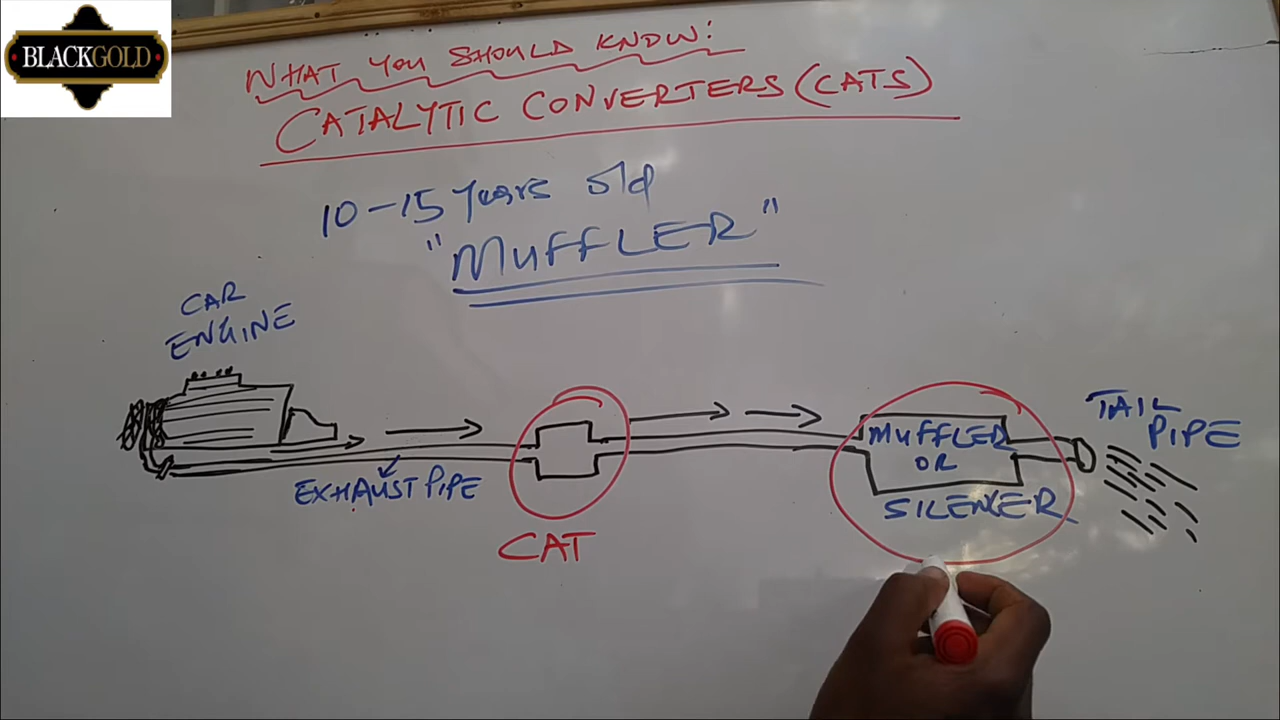 BLACKGOLD
WHAT YOU SHOULD KNOW:
CATALYTIC CONVERTERS (CATS)
10-15 Years old
"MUFFLER"
CAR
ENGINE
EXHAUST PIPE
CAT
MUFFLER
OR
SILENCER
TAIL
PIPE